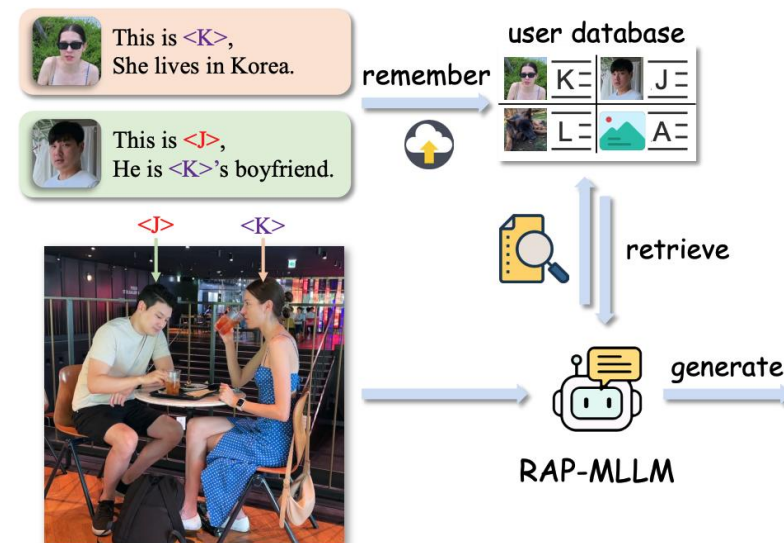 This is <K>,
She lives in Korea.
This is <J>,
He is <K>'s boyfriend.
remember
user database
K
J
L
A
retrieve
<J>
<K>
generate
RAP-MLLM